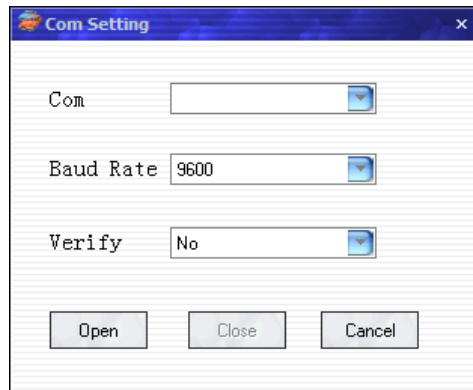 Com Setting
Com
Baud Rate 9600
Verify No
Open Close Cancel